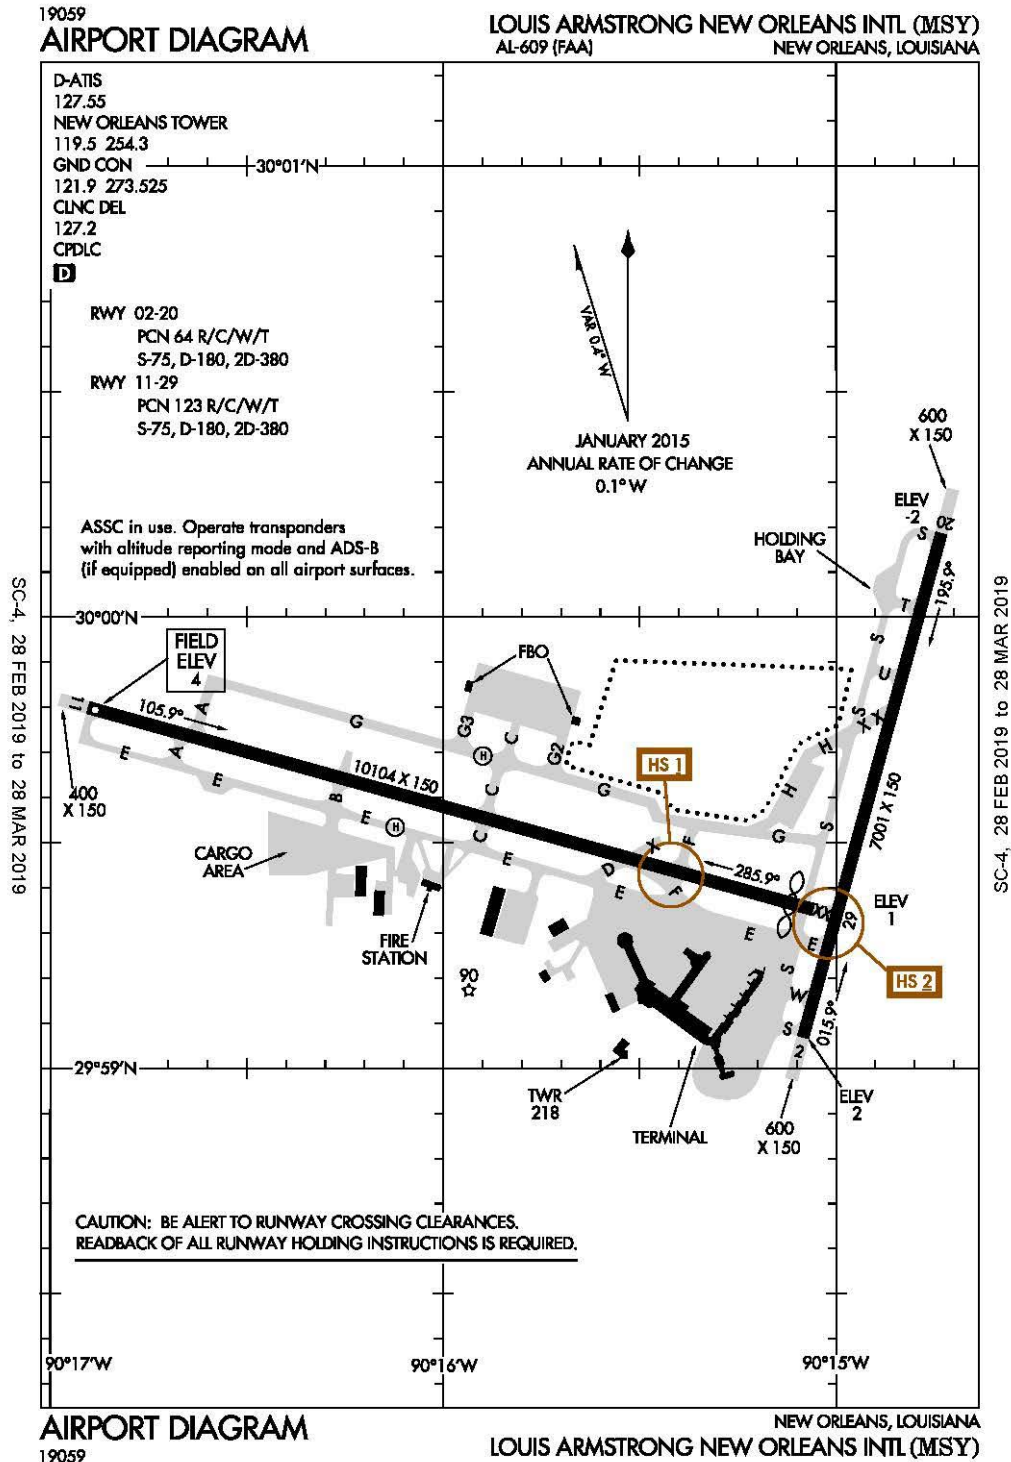 19059
AIRPORT DIAGRAM
LOUIS ARMSTRONG NEW ORLEANS INTL (MSY)
AL-609 (FAA)
NEW ORLEANS, LOUISIANA
D-ATIS
127.55
NEW ORLEANS TOWER
119.5 254.3
GND CON
121.9 273.525
CLNC DEL
127.2
CPDLC
D
30°01'N
RWY 02-20
PCN 64 R/C/W/T
S-75, D-180, 2D-380
RWY 11-29
PCN 123 R/C/W/T
S-75, D-180, 2D-380
VAR 0.4° W
JANUARY 2015
ANNUAL RATE OF CHANGE
0.1° W
ASSC in use. Operate transponders
with altitude reporting mode and ADS-B
(if equipped) enabled on all airport surfaces.
600
X 150
ELEV
-2
20
S
HOLDING
BAY
195.9°
T
S
U
30°00'N
FIELD
ELEV
4
FBO
11
105.9°
A
G
G3
H
C
G2
S
X
X
H
E
A
E
400
X 150
10104 X 150
B
E
H
C
G
HS 1
H
7001 X 150
S
G
C
E
X
F
D
E
F
285.9°
CARGO
AREA
FIRE
STATION
E
X
X
29
E
ELEV
1
HS 2
90
S
W
S
015.9°
2
29°59'N
TWR
218
TERMINAL
ELEV
2
600
X 150
CAUTION: BE ALERT TO RUNWAY CROSSING CLEARANCES.
READBACK OF ALL RUNWAY HOLDING INSTRUCTIONS IS REQUIRED.
90°17'W
90°16'W
90°15'W
SC-4, 28 FEB 2019 to 28 MAR 2019
SC-4, 28 FEB 2019 to 28 MAR 2019
AIRPORT DIAGRAM
19059
NEW ORLEANS, LOUISIANA
LOUIS ARMSTRONG NEW ORLEANS INTL (MSY)